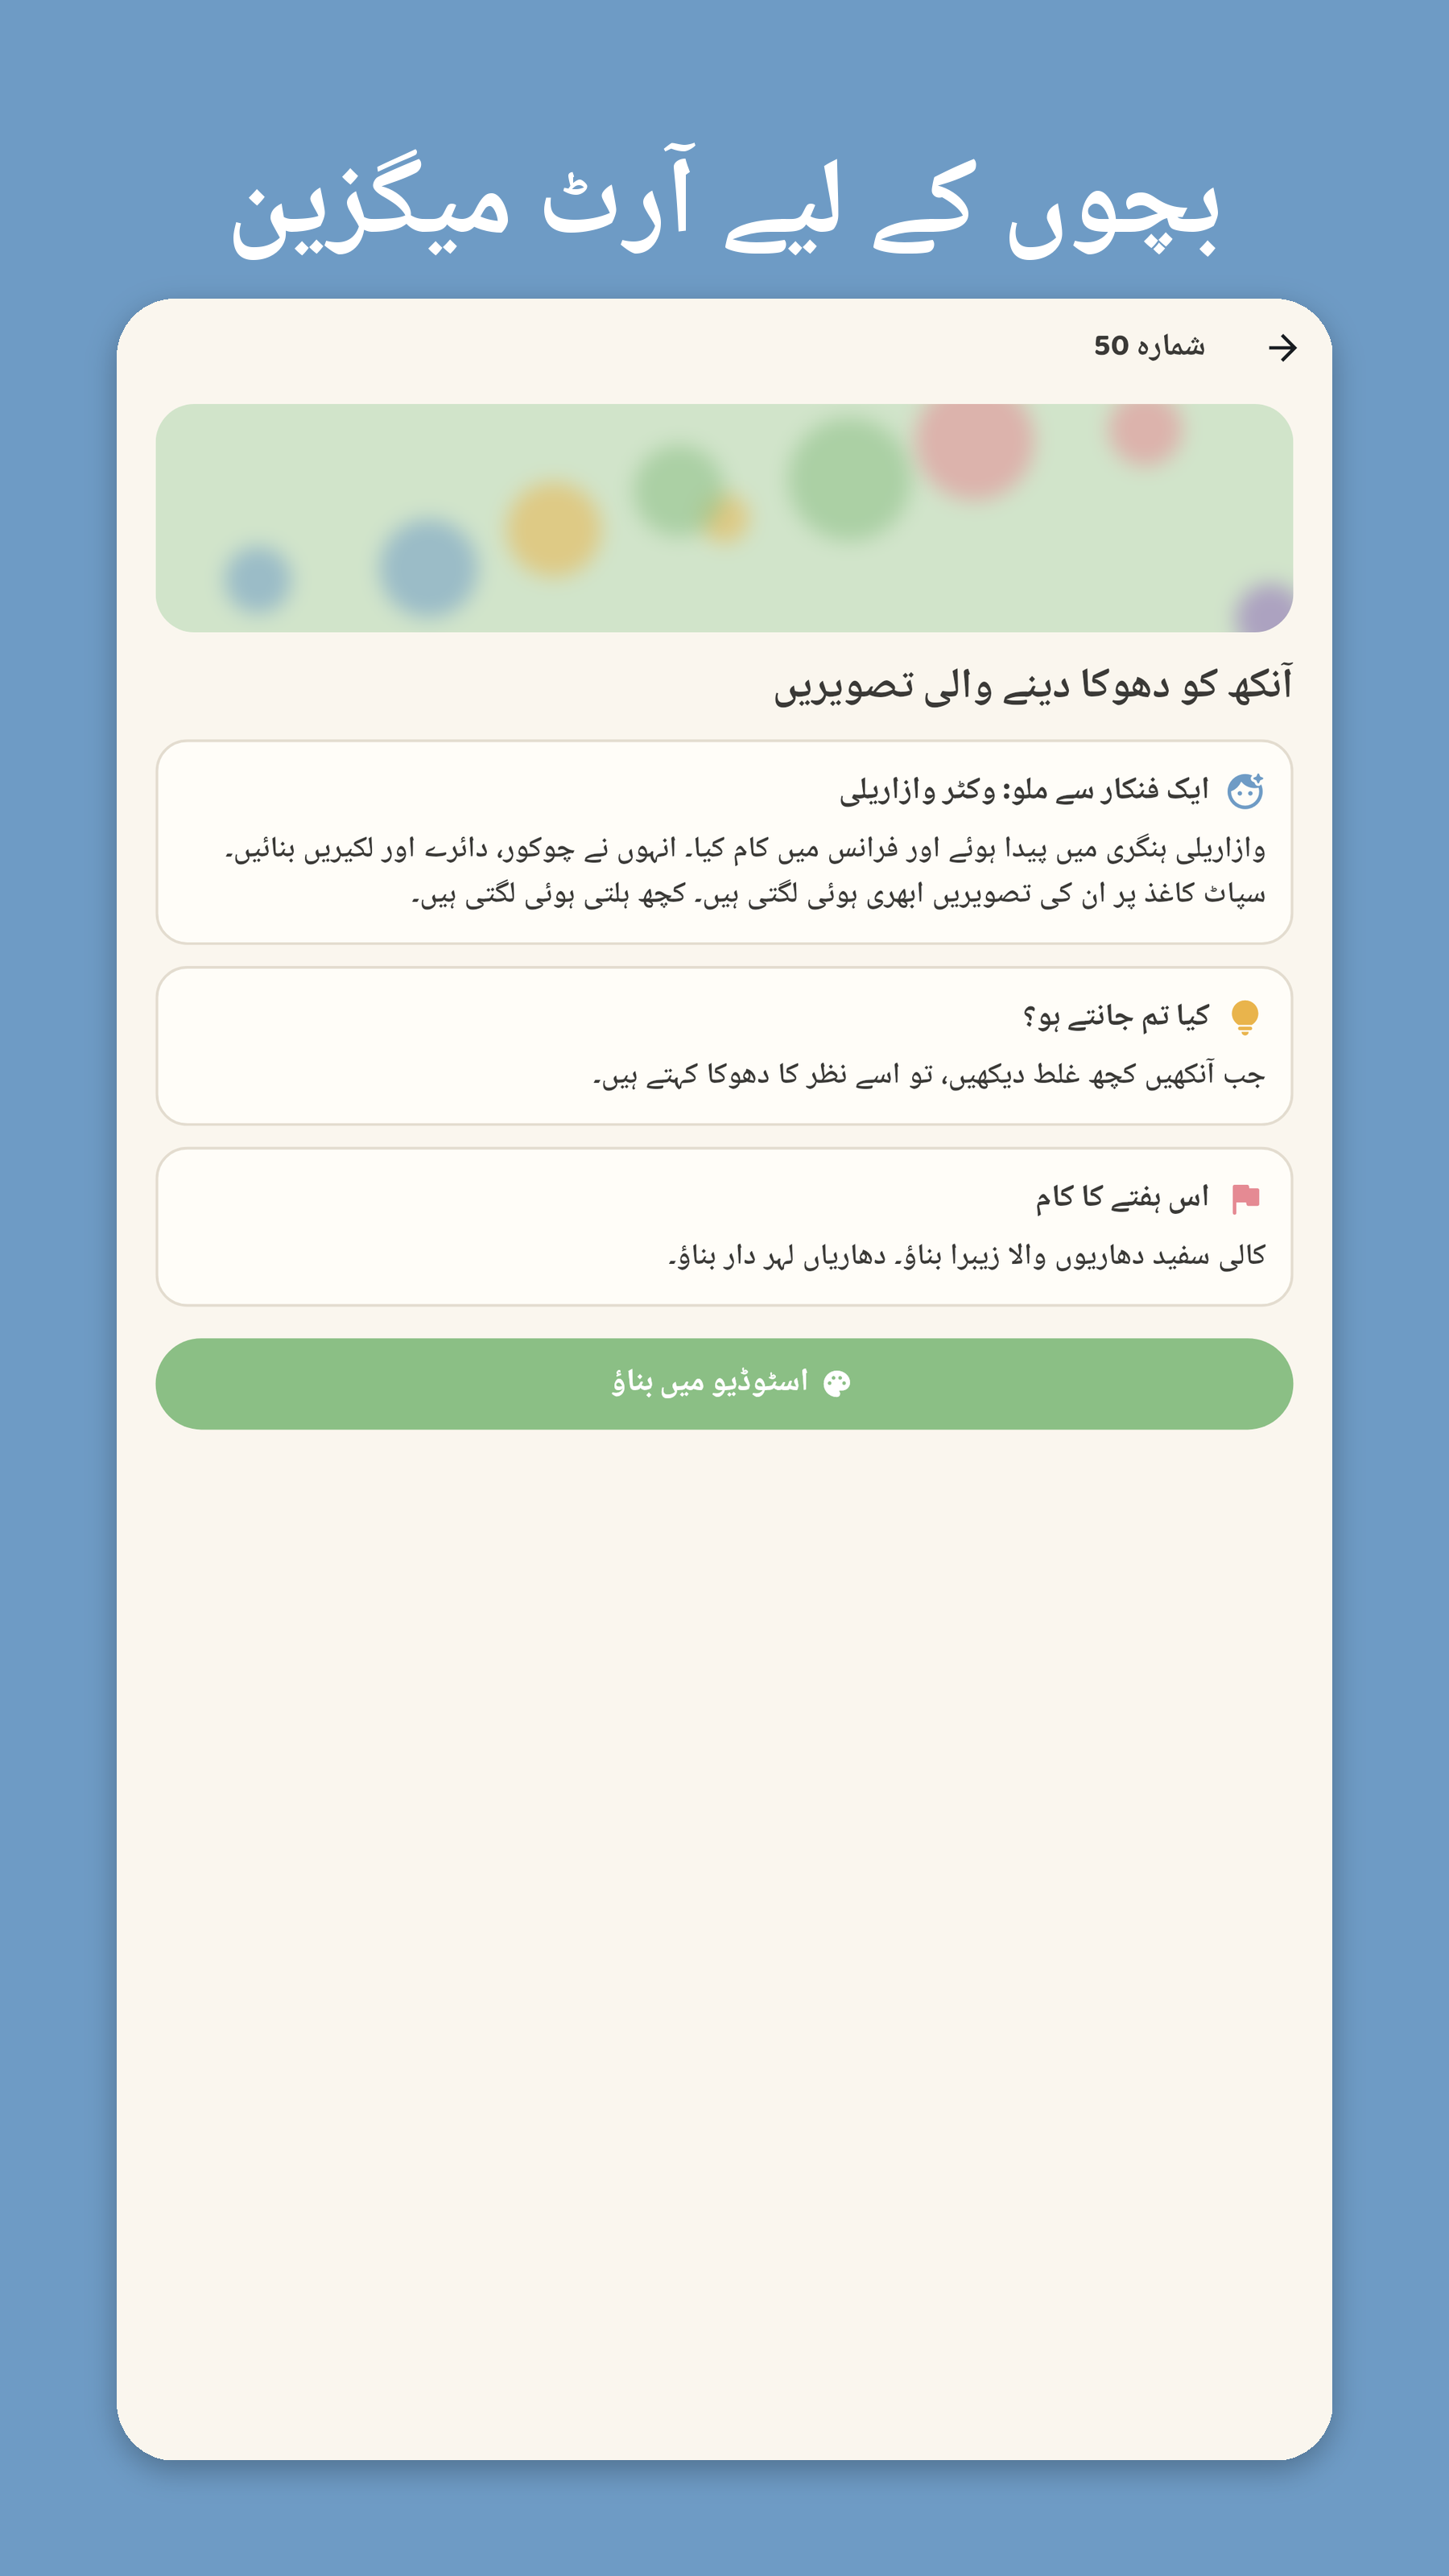 بچوں کے لیے آرٹ میگزین
شمارہ 50
آنکھ کو دھوکا دینے والی تصویریں
ایک فنکار سے ملو: وکٹر وازاریلی
وازاریلی ہنگری میں پیدا ہوئے اور فرانس میں کام کیا۔ انہوں نے چوکور، دائرے اور لکیریں بنائیں۔
سپاٹ کاغذ پر ان کی تصویریں ابھری ہوئی لگتی ہیں۔ کچھ ہلتی ہوئی لگتی ہیں۔
کیا تم جانتے ہو؟
جب آنکھیں کچھ غلط دیکھیں، تو اسے نظر کا دھوکا کہتے ہیں۔
اس ہفتے کا کام
کالی سفید دھاریوں والا زیبرا بناؤ۔ دھاریاں لہر دار بناؤ۔
اسٹوڈیو میں بناؤ